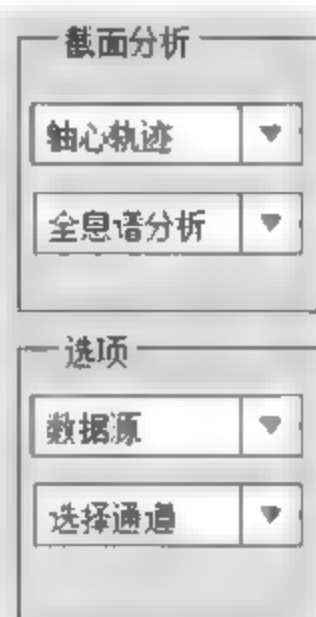 截面分析
轴心轨迹
全息谱分析
选项
数据源
选择通道